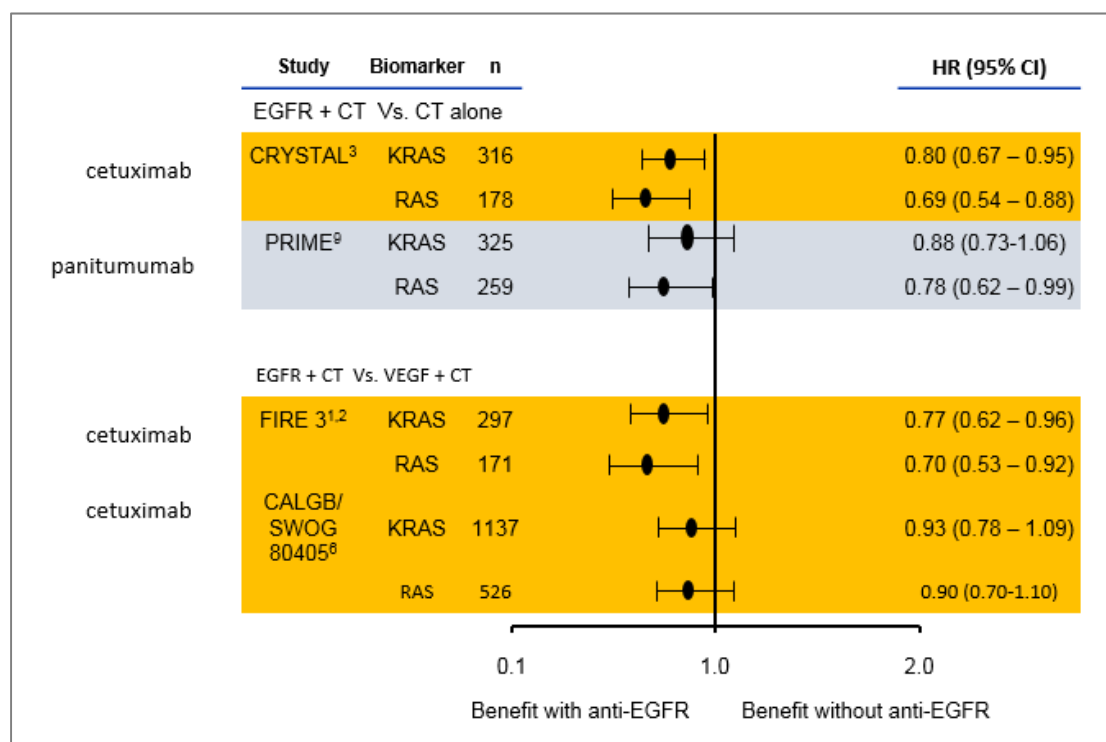 Study Biomarker n HR (95% CI)
EGFR + CT Vs. CT alone
cetuximab CRYSTAL³ KRAS 316 0.80 (0.67 – 0.95)
RAS 178 0.69 (0.54 – 0.88)
panitumumab PRIME⁹ KRAS 325 0.88 (0.73-1.06)
RAS 259 0.78 (0.62 – 0.99)
EGFR + CT Vs. VEGF + CT
cetuximab FIRE 3¹,² KRAS 297 0.77 (0.62 – 0.96)
RAS 171 0.70 (0.53 – 0.92)
cetuximab CALGB/
SWOG KRAS 1137 0.93 (0.78 – 1.09)
80405⁶
RAS 526 0.90 (0.70-1.10)
0.1 1.0 2.0
Benefit with anti-EGFR Benefit without anti-EGFR